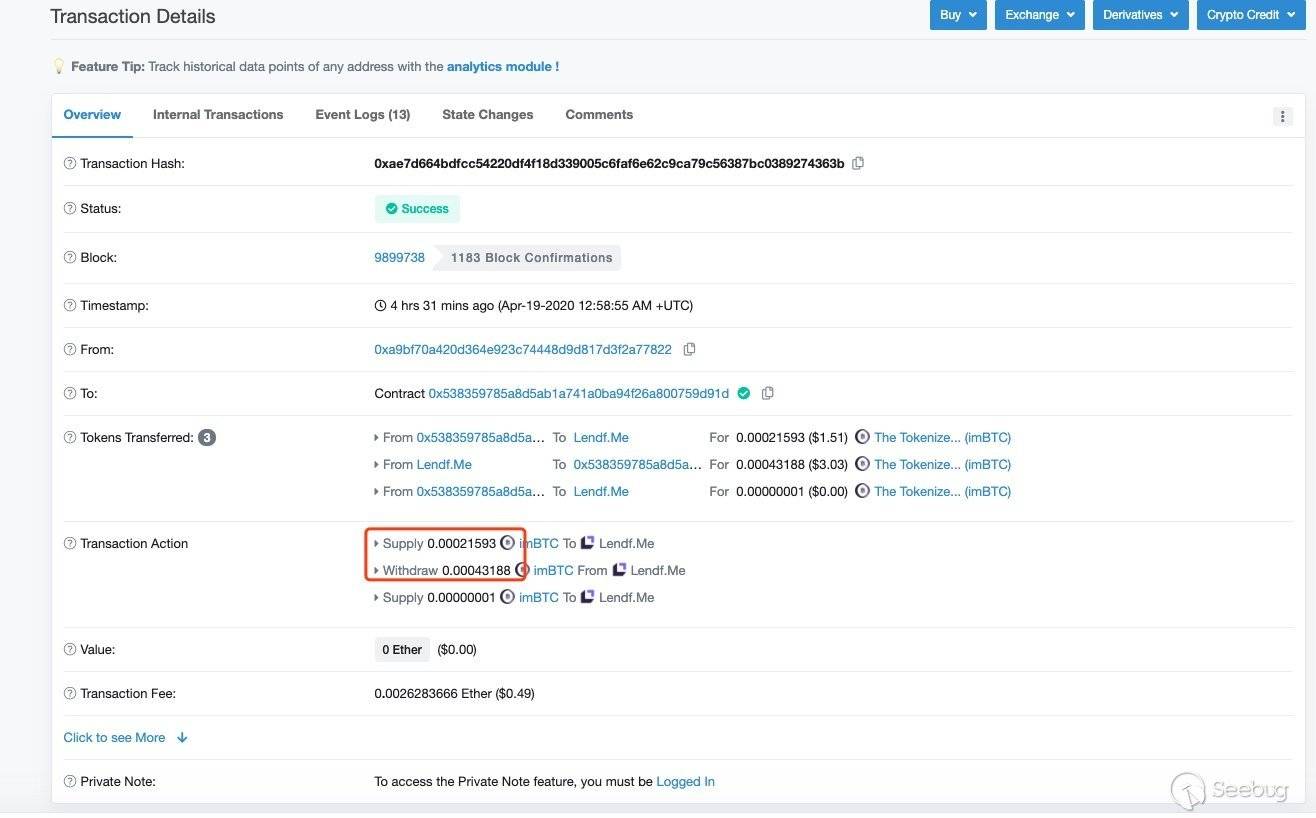 Transaction Details
Buy Exchange Derivatives Crypto Credit
Feature Tip: Track historical data points of any address with the analytics module !
Overview Internal Transactions Event Logs (13) State Changes Comments
Transaction Hash: 0xae7d664bdfcc54220df4f18d339005c6faf6e62c9ca79c56387bc0389274363b
Status: Success
Block: 9899738 1183 Block Confirmations
Timestamp: 4 hrs 31 mins ago (Apr-19-2020 12:58:55 AM +UTC)
From: 0xa9bf70a420d364e923c74448d9d817d3f2a77822
To: Contract 0x538359785a8d5ab1a741a0ba94f26a800759d91d
Tokens Transferred: 3 From 0x538359785a8d5a... To Lendf.Me For 0.00021593 ($1.51) The Tokenize... (imBTC)
From Lendf.Me To 0x538359785a8d5a... For 0.00043188 ($3.03) The Tokenize... (imBTC)
From 0x538359785a8d5a... To Lendf.Me For 0.00000001 ($0.00) The Tokenize... (imBTC)
Transaction Action Supply 0.00021593 imBTC To Lendf.Me
Withdraw 0.00043188 imBTC From Lendf.Me
Supply 0.00000001 imBTC To Lendf.Me
Value: 0 Ether ($0.00)
Transaction Fee: 0.0026283666 Ether ($0.49)
Click to see More
Private Note: To access the Private Note feature, you must be Logged In
Seebug